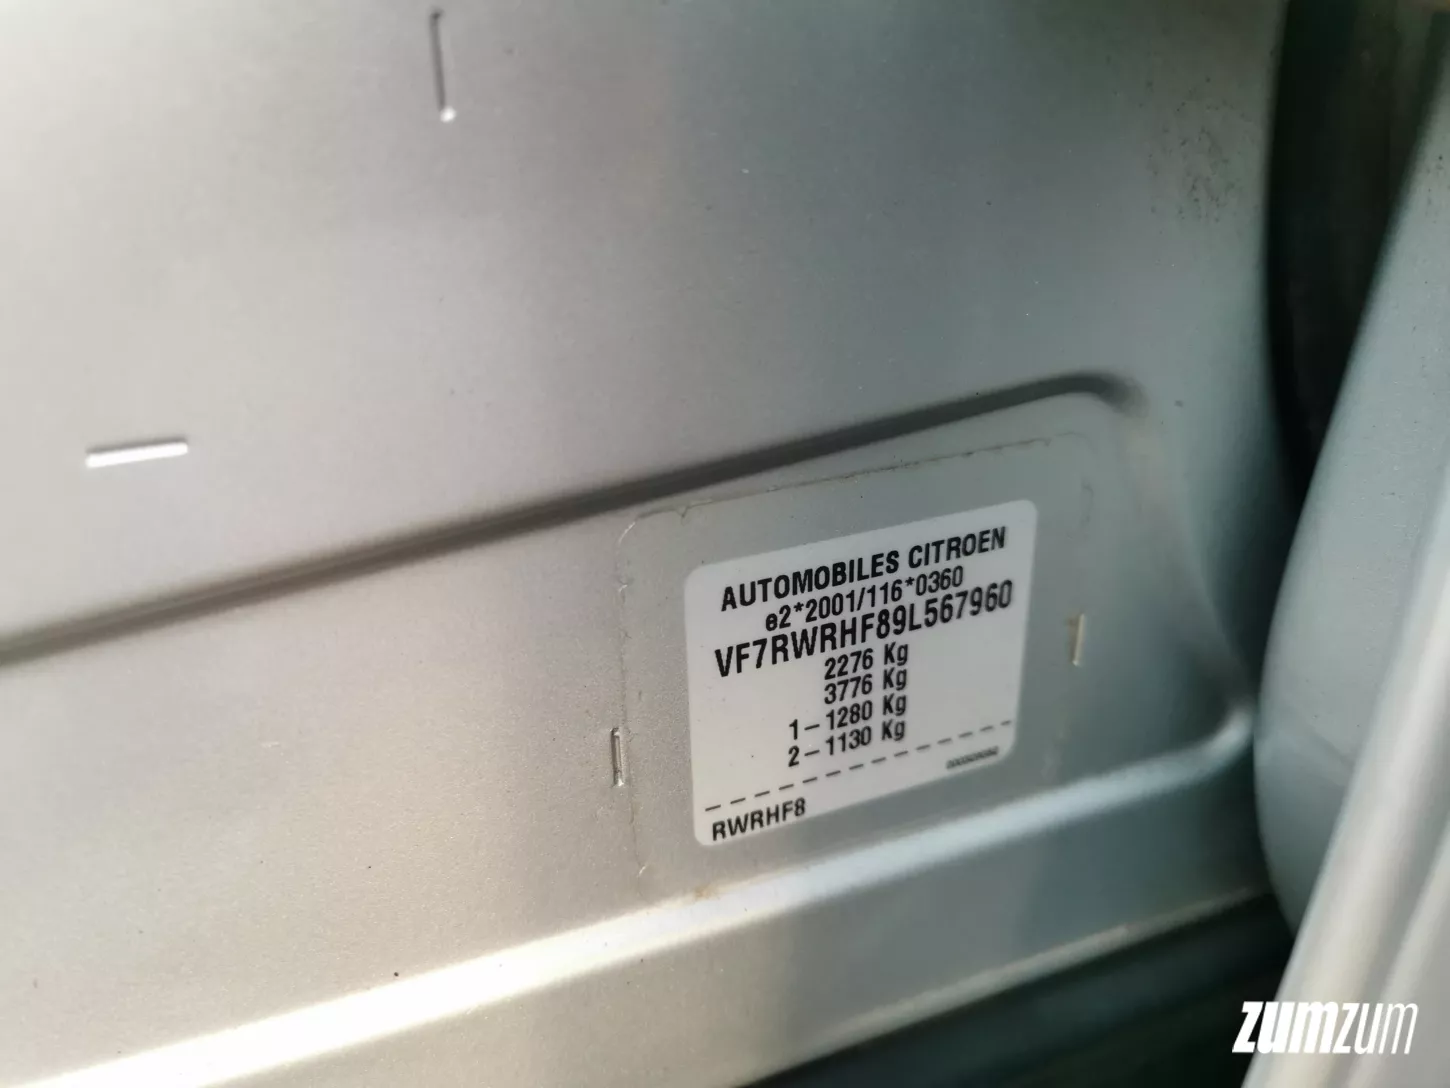 AUTOMOBILES CITROEN
e2*2001/116*0360
VF7RWRHF89L567960
2276 Kg
3776 Kg
1-1280 Kg
2-1130 Kg
RWRHF8
zumzum